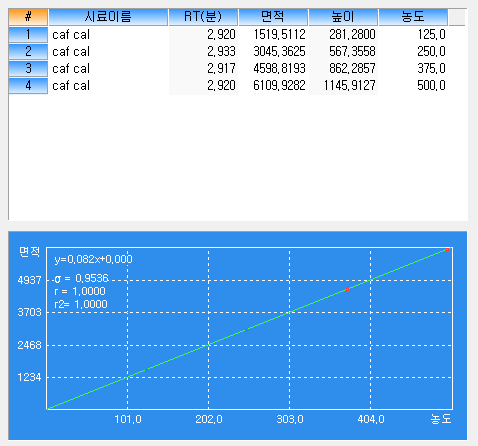 # 시료이름 RT(분) 면적 높이 농도
1 caf cal 2,920 1519,5112 281,2800 125,0
2 caf cal 2,933 3045,3625 567,3558 250,0
3 caf cal 2,917 4598,8193 862,2857 375,0
4 caf cal 2,920 6109,9282 1145,9127 500,0
면적
y=0,082x+0,000
σ = 0,9536
r = 1,0000
r2= 1,0000
4937
3703
2468
1234
101,0 202,0 303,0 404,0 농도